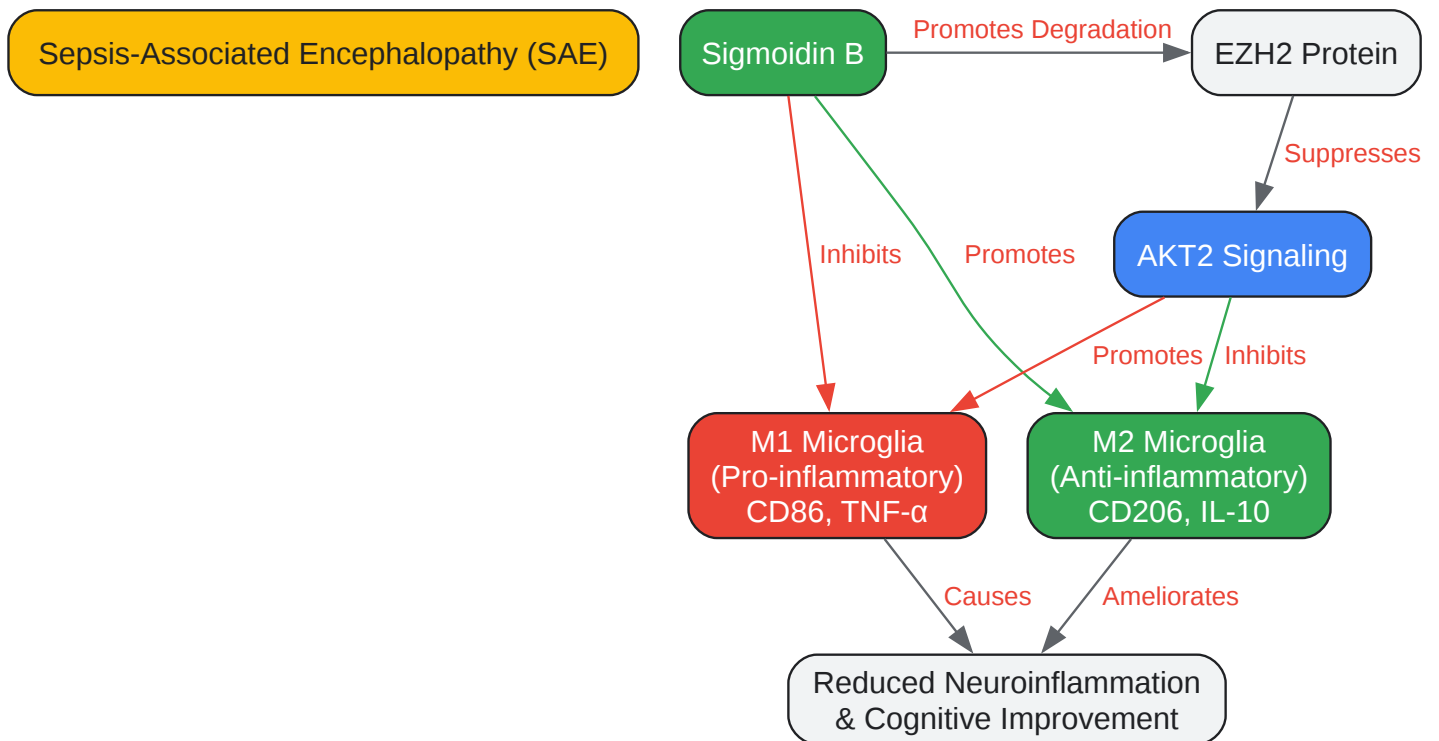 Sepsis-Associated Encephalopathy (SAE)
Sigmoidin B
Promotes Degradation
EZH2 Protein
Suppresses
AKT2 Signaling
Inhibits
Promotes
Promotes
Inhibits
M1 Microglia
(Pro-inflammatory)
CD86, TNF-α
M2 Microglia
(Anti-inflammatory)
CD206, IL-10
Causes
Ameliorates
Reduced Neuroinflammation
& Cognitive Improvement